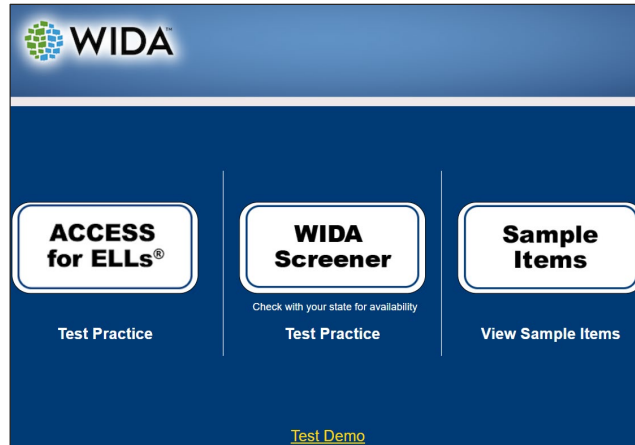 WIDA™
ACCESS
for ELLs®
Test Practice
WIDA
Screener
Check with your state for availability
Test Practice
Sample
Items
View Sample Items
Test Demo